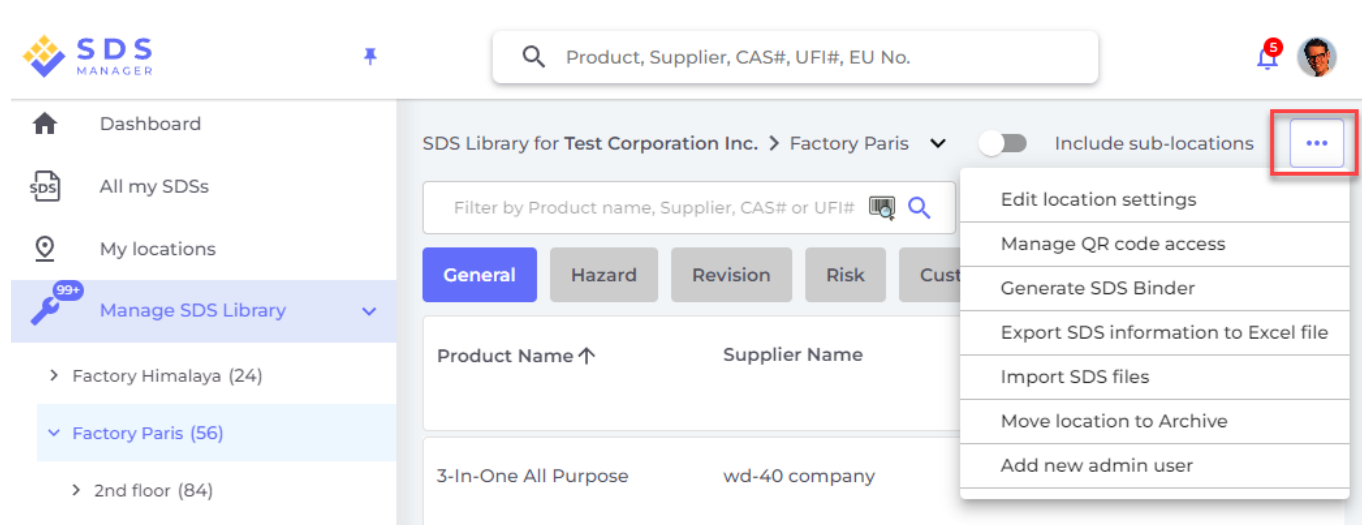 SDS
MANAGER
Product, Supplier, CAS#, UFI#, EU No.
5
Dashboard
SDS
All my SDSs
My locations
99+
Manage SDS Library
Factory Himalaya (24)
Factory Paris (56)
2nd floor (84)
SDS Library for Test Corporation Inc. > Factory Paris
Include sub-locations
...
Filter by Product name, Supplier, CAS# or UFI#
General Hazard Revision Risk Cust
Product Name Supplier Name
3-In-One All Purpose wd-40 company
Edit location settings
Manage QR code access
Generate SDS Binder
Export SDS information to Excel file
Import SDS files
Move location to Archive
Add new admin user